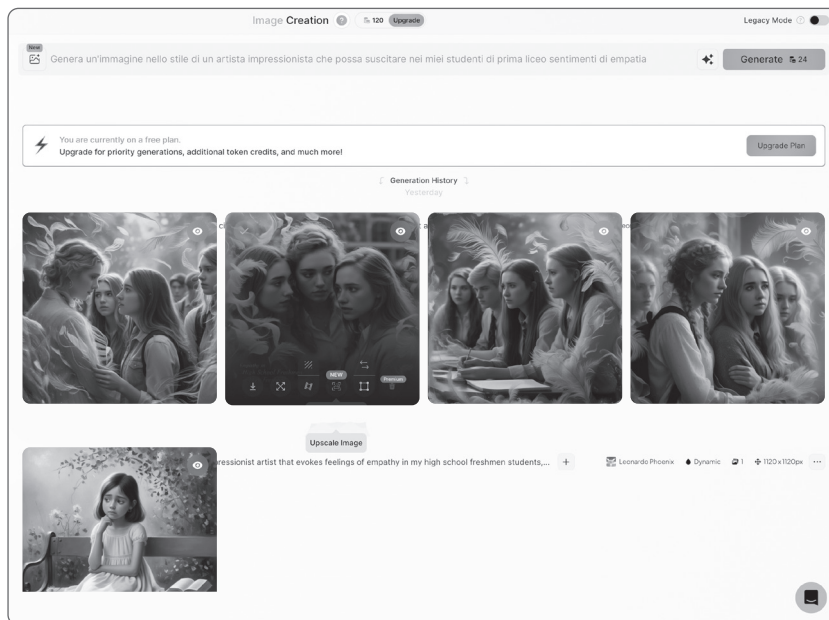 Image Creation ? 120 Upgrade
Legacy Mode ?
New
Genera un'immagine nello stile di un artista impressionista che possa suscitare nei miei studenti di prima liceo sentimenti di empatia
Generate 24
You are currently on a free plan.
Upgrade for priority generations, additional token credits, and much more!
Upgrade Plan
Generation History
Yesterday
NEW
Premium
Upscale Image
ressionist artist that evokes feelings of empathy in my high school freshmen students,... +
Leonardo Phoenix Dynamic 1 1120x1120px ...